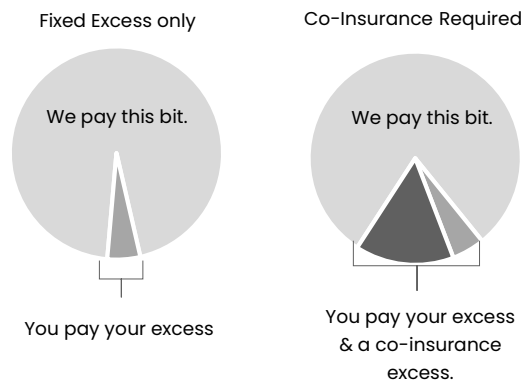 Fixed Excess only
We pay this bit.
You pay your excess
Co-Insurance Required
We pay this bit.
You pay your excess
& a co-insurance
excess.